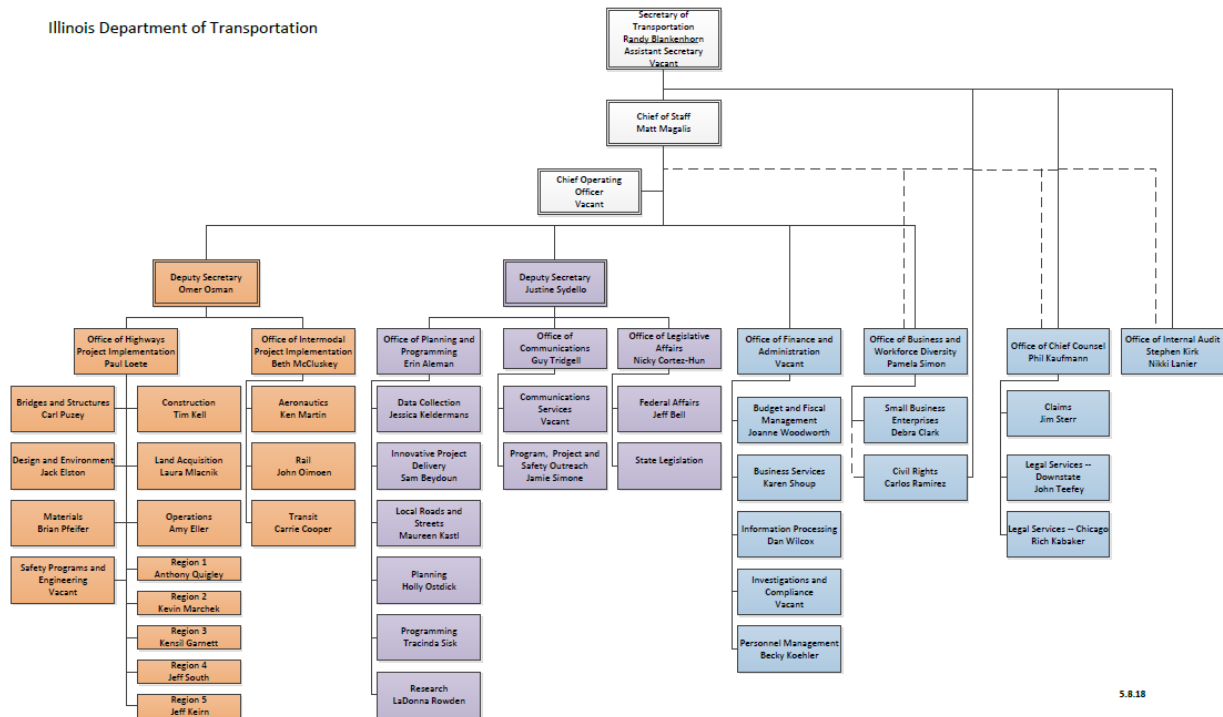 Illinois Department of Transportation
Secretary of
Transportation
Randy Blankenhorn
Assistant Secretary
Vacant
Chief of Staff
Matt Magalis
Chief Operating
Officer
Vacant
Deputy Secretary
Omer Osman
Deputy Secretary
Justine Sydello
Office of Highways
Project Implementation
Paul Loete
Office of Intermodal
Project Implementation
Beth McCluskey
Office of Planning and
Programming
Erin Aleman
Office of
Communications
Guy Tridgell
Office of Legislative
Affairs
Nicky Cortez-Hun
Office of Finance and
Administration
Vacant
Office of Business and
Workforce Diversity
Pamela Simon
Office of Chief Counsel
Phil Kaufmann
Office of Internal Audit
Stephen Kirk
Nikki Lanier
Bridges and Structures
Carl Puzey
Design and Environment
Jack Elston
Materials
Brian Pfeifer
Safety Programs and
Engineering
Vacant
Construction
Tim Kell
Land Acquisition
Laura Mlacnik
Operations
Amy Eller
Region 1
Anthony Quigley
Region 2
Kevin Marchek
Region 3
Kensil Garnett
Region 4
Jeff South
Region 5
Jeff Keirn
Aeronautics
Ken Martin
Rail
John Oimoen
Transit
Carrie Cooper
Data Collection
Jessica Keldermans
Innovative Project
Delivery
Sam Beydoun
Local Roads and
Streets
Maureen Kastl
Planning
Holly Ostdick
Programming
Tracinda Sisk
Research
LaDonna Rowden
Communications
Services
Vacant
Program, Project and
Safety Outreach
Jamie Simone
Federal Affairs
Jeff Bell
State Legislation
Budget and Fiscal
Management
Joanne Woodworth
Business Services
Karen Shoup
Information Processing
Dan Wilcox
Investigations and
Compliance
Vacant
Personnel Management
Becky Koehler
Small Business
Enterprises
Debra Clark
Civil Rights
Carlos Ramirez
Claims
Jim Sterr
Legal Services --
Downstate
John Teefey
Legal Services -- Chicago
Rich Kabaker
5.8.18